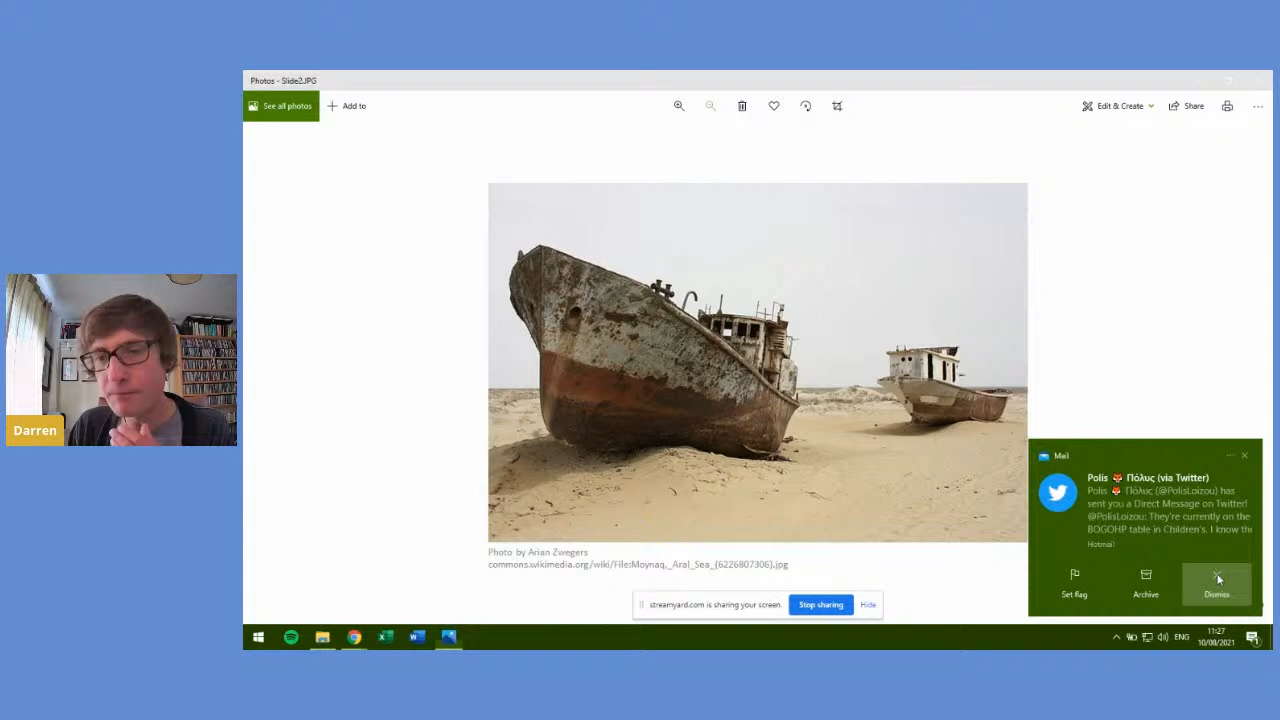 Photos - Slide2.JPG
See all photos
Add to
Edit & Create
Share
Photo by Arian Zwegers
commons.wikimedia.org/wiki/File:Moynaq,_Aral_Sea_(6226807306).jpg
streamyard.com is sharing your screen.
Stop sharing
Hide
Darren
Mail
Polis 🦊 Πόλυς (via Twitter)
Polis 🦊 Πόλυς (@PolisLoizou) has
sent you a Direct Message on Twitter!
@PolisLoizou: They're currently on the
BOGOHP table in Children's. I know the
Hotmail
Set flag
Archive
Dismiss
ENG
11:27
10/08/2021